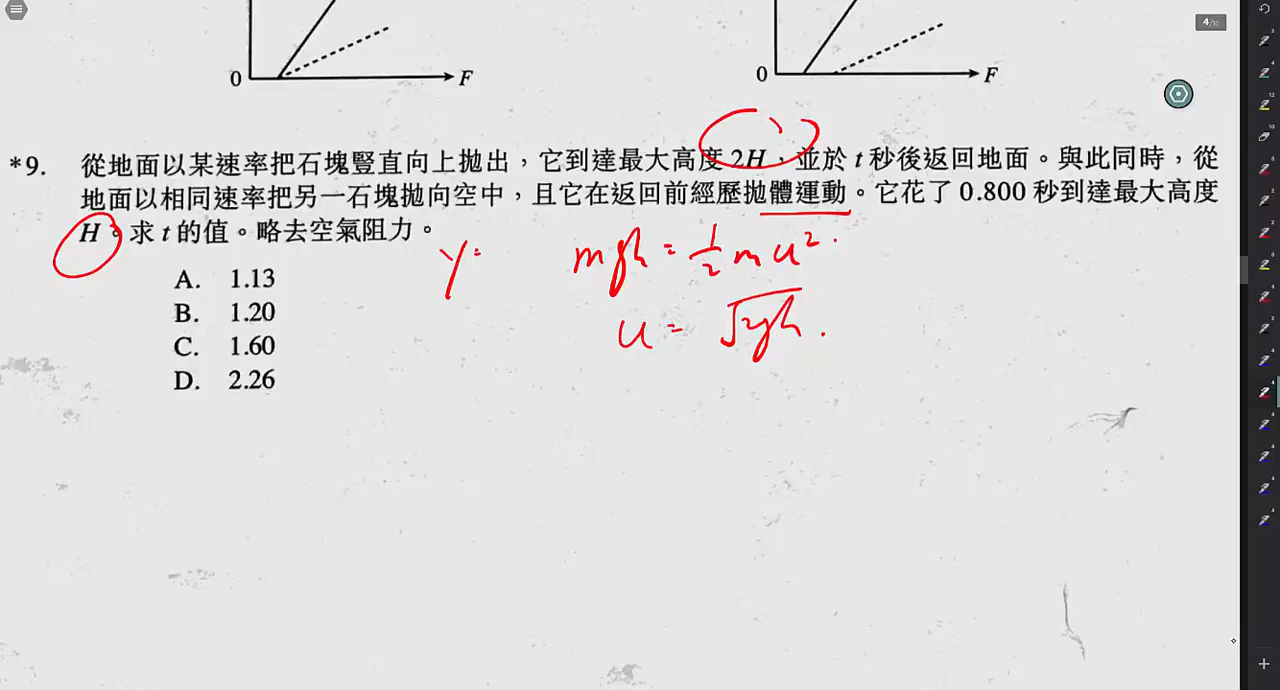 4/10
0
F
0
F
*9. 從地面以某速率把石塊豎直向上拋出，它到達最大高度 2H，並於 t 秒後返回地面。與此同時，從
地面以相同速率把另一石塊拋向空中，且它在返回前經歷拋體運動。它花了 0.800 秒到達最大高度
H。求 t 的值。略去空氣阻力。
y=
mgh = 1/2 m u².
u = √2gh.
A. 1.13
B. 1.20
C. 1.60
D. 2.26